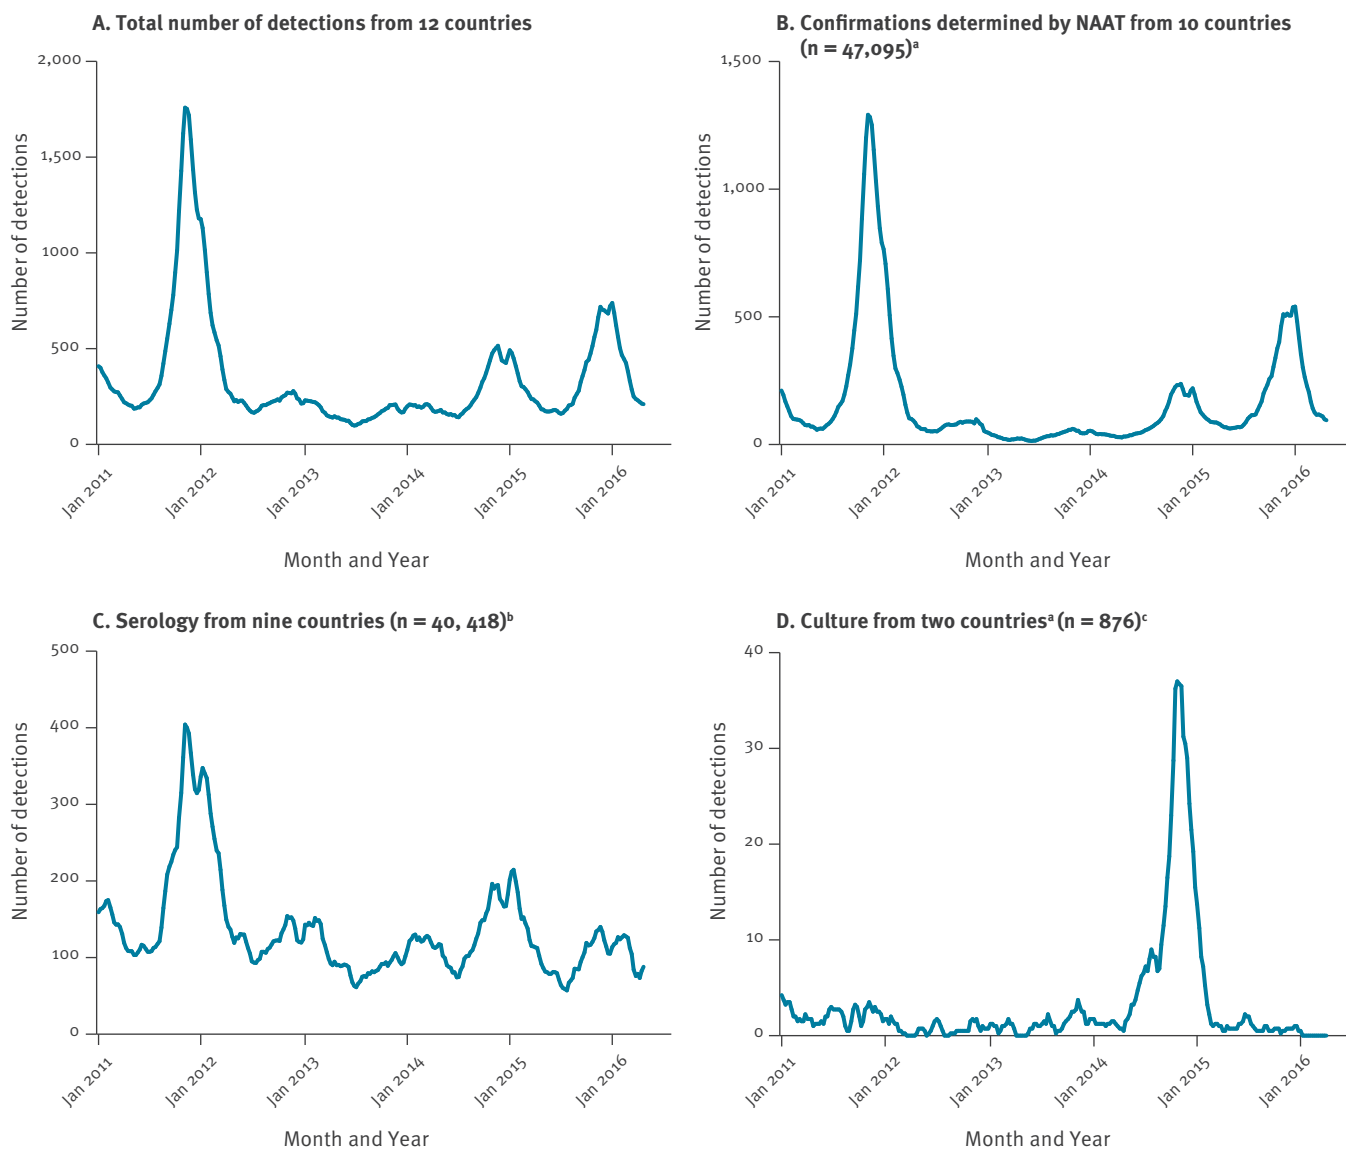 A. Total number of detections from 12 countries
2,000
1,500
1000
500
0
Number of detections
Jan 2011
Jan 2012
Jan 2013
Jan 2014
Jan 2015
Jan 2016
Month and Year
B. Confirmations determined by NAAT from 10 countries
(n = 47,095)ᵃ
1,500
1,000
500
0
Number of detections
Jan 2011
Jan 2012
Jan 2013
Jan 2014
Jan 2015
Jan 2016
Month and Year
C. Serology from nine countries (n = 40, 418)ᵇ
500
400
300
200
100
0
Number of detections
Jan 2011
Jan 2012
Jan 2013
Jan 2014
Jan 2015
Jan 2016
Month and Year
D. Culture from two countriesᵃ (n = 876)ᶜ
40
30
20
10
0
Number of detections
Jan 2011
Jan 2012
Jan 2013
Jan 2014
Jan 2015
Jan 2016
Month and Year